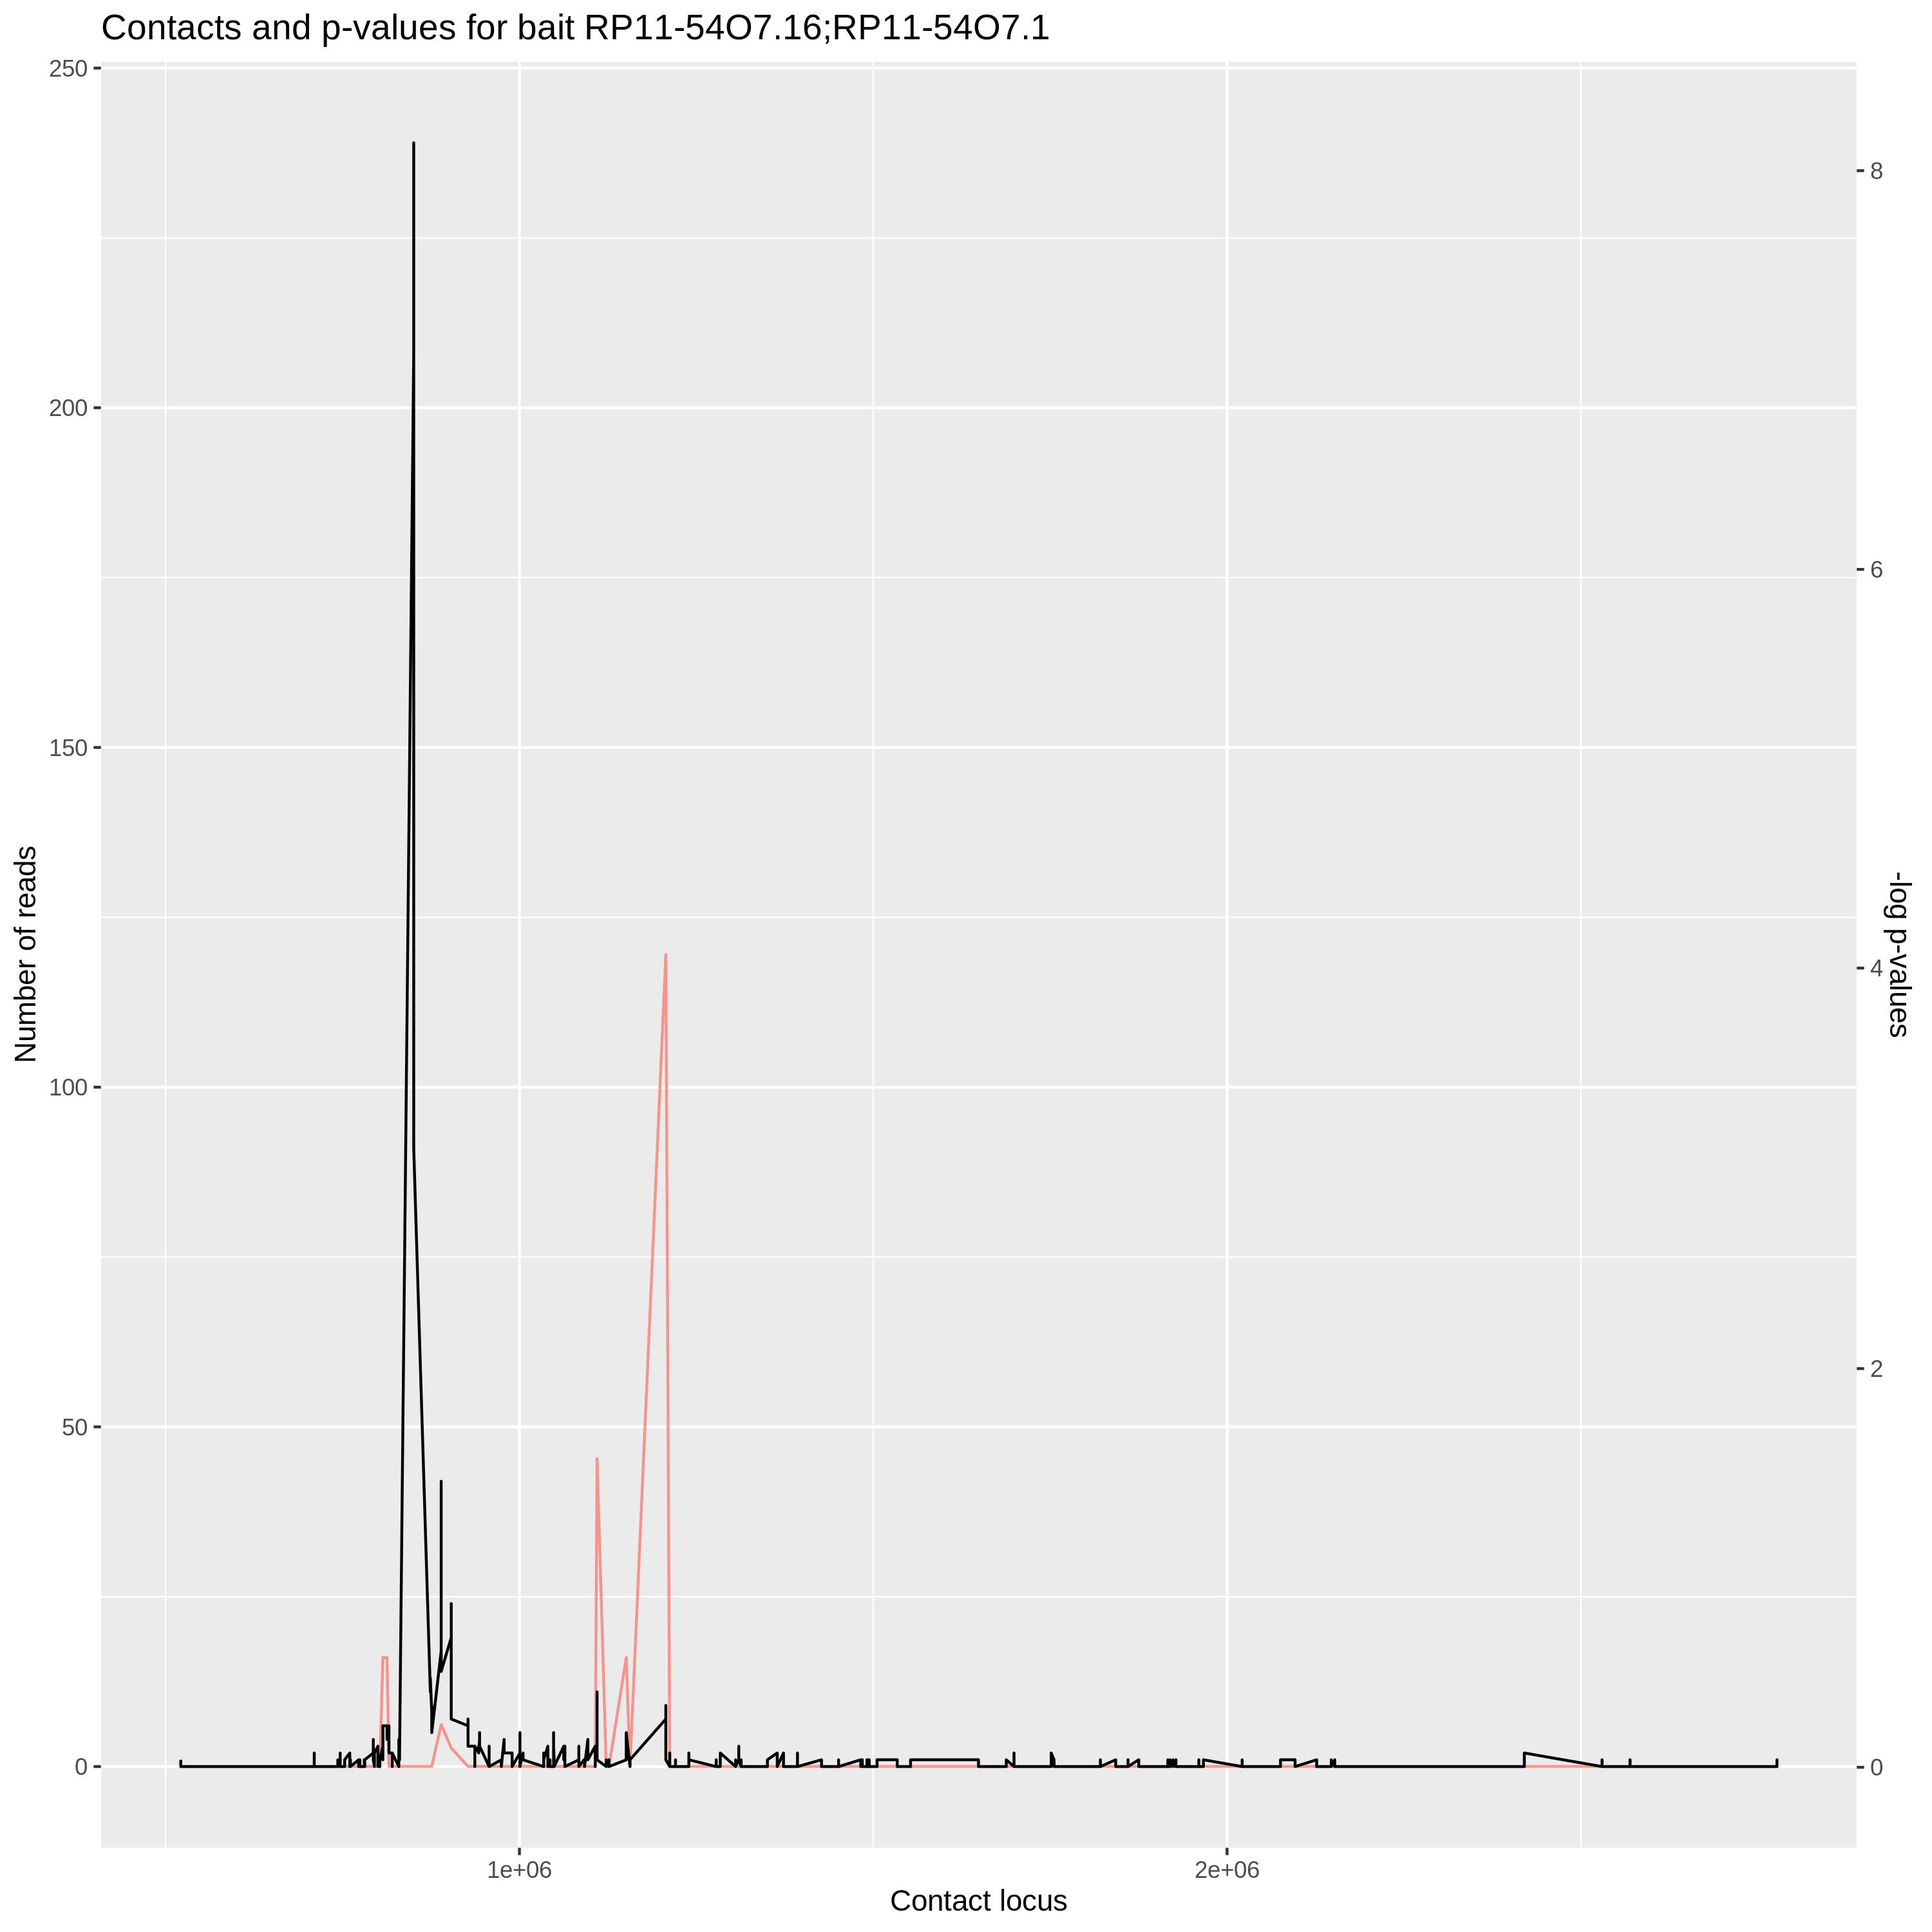 Contacts and p-values for bait RP11-54O7.16;RP11-54O7.1
250
200
150
100
50
0
Number of reads
8
6
4
2
0
-log p-values
1e+06
2e+06
Contact locus